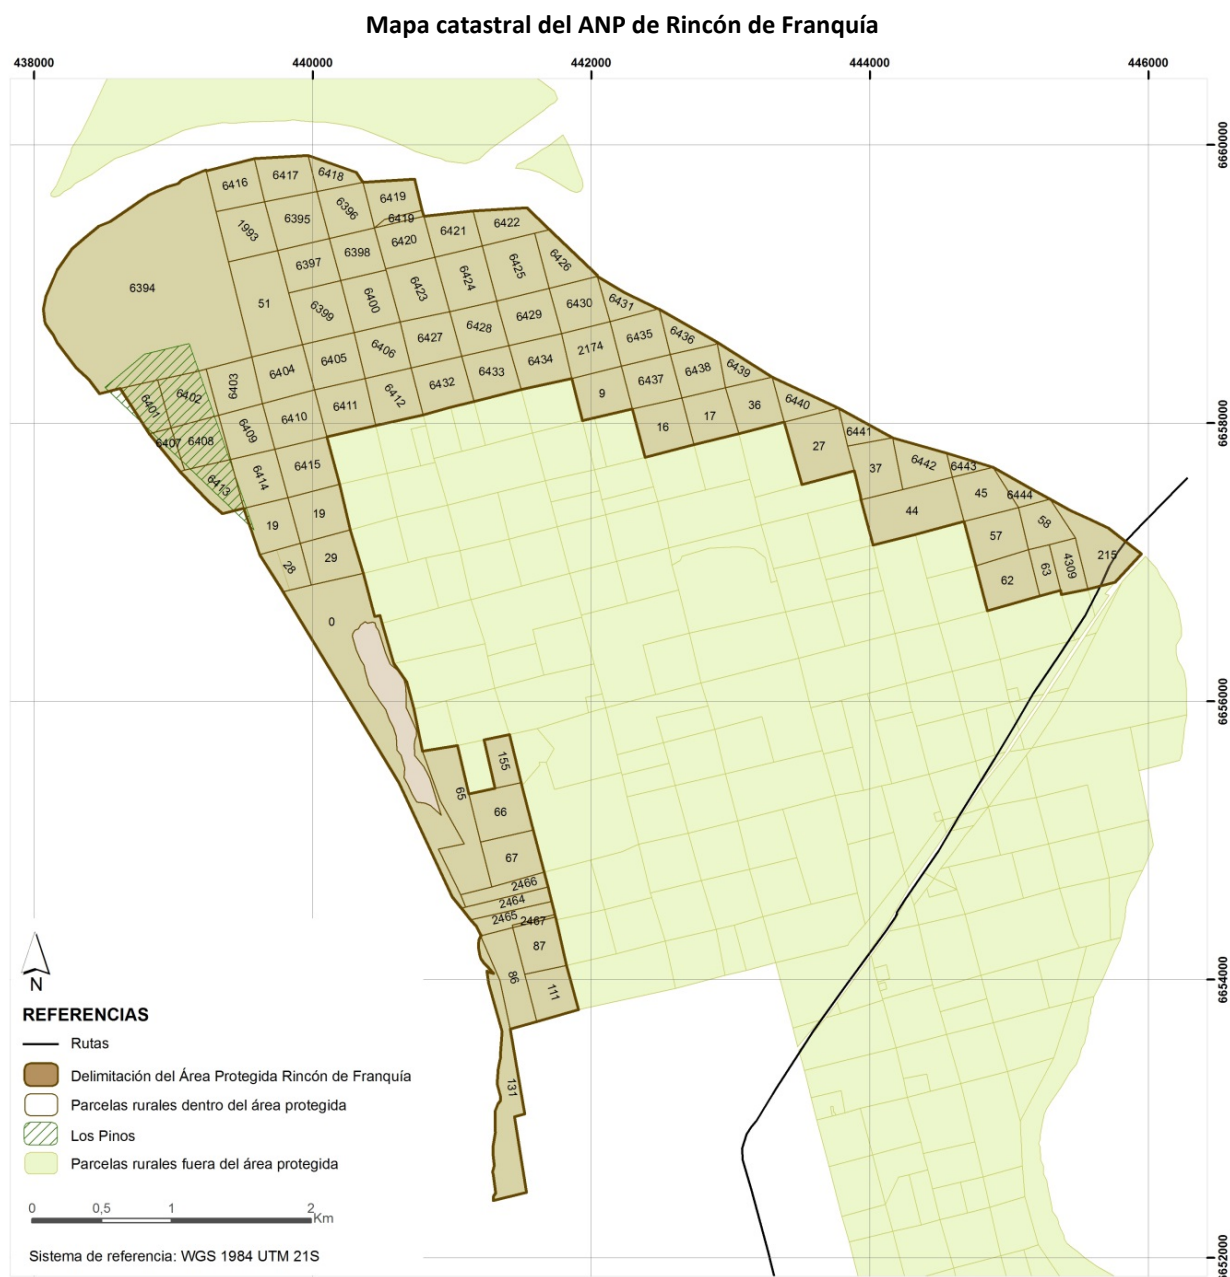 Mapa catastral del ANP de Rincón de Franquía
438000 440000 442000 444000 446000
6660000
6416 6417 6418
6419
1993 6395 6396 6419
6420 6421 6422
6394 51 6397 6398
6399 6400 6423 6424 6425 6426
6427 6428 6429 6430 6431
6403 6404 6405 6406
6432 6433 6434 2174 6435 6436
6401 6402
6409 6410 6411 6412
9 6437 6438 6439
6407 6408
16 17 36 6440
6658000
6413 6414 6415
27 6441
37 6442 6443
19 19
44 45 6444
28 29
57 58
62 63 4309 215
0
6656000
155
65 66
67
2466
2464
2465 2467
87
86 111
6654000
131
6652000
N
REFERENCIAS
Rutas
Delimitación del Área Protegida Rincón de Franquía
Parcelas rurales dentro del área protegida
Los Pinos
Parcelas rurales fuera del área protegida
0 0,5 1 2
Km
Sistema de referencia: WGS 1984 UTM 21S